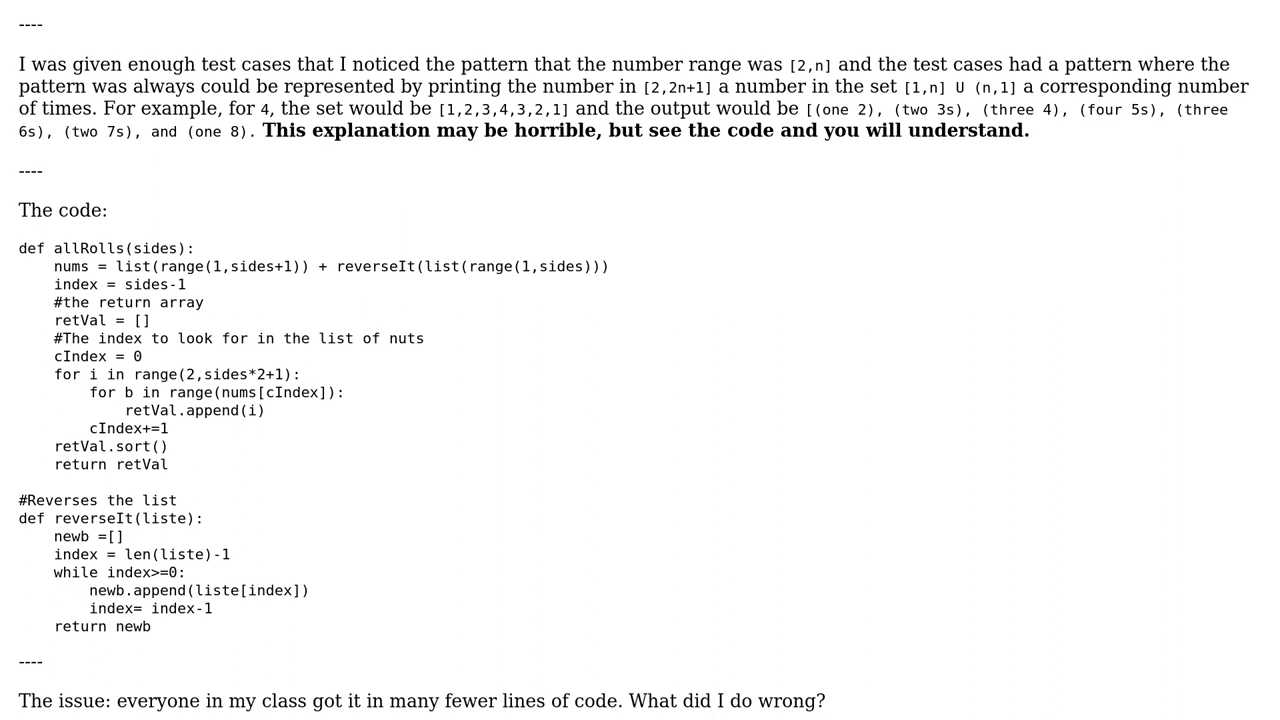 ----
I was given enough test cases that I noticed the pattern that the number range was [2,n] and the test cases had a pattern where the
pattern was always could be represented by printing the number in [2,2n+1] a number in the set [1,n] U (n,1] a corresponding number
of times. For example, for 4, the set would be [1,2,3,4,3,2,1] and the output would be [(one 2), (two 3s), (three 4), (four 5s), (three
6s), (two 7s), and (one 8). This explanation may be horrible, but see the code and you will understand.
----
The code:
def allRolls(sides):
    nums = list(range(1,sides+1)) + reverseIt(list(range(1,sides)))
    index = sides-1
    #the return array
    retVal = []
    #The index to look for in the list of nuts
    cIndex = 0
    for i in range(2,sides*2+1):
        for b in range(nums[cIndex]):
            retVal.append(i)
        cIndex+=1
    retVal.sort()
    return retVal
#Reverses the list
def reverseIt(liste):
    newb =[]
    index = len(liste)-1
    while index>=0:
        newb.append(liste[index])
        index= index-1
    return newb
----
The issue: everyone in my class got it in many fewer lines of code. What did I do wrong?